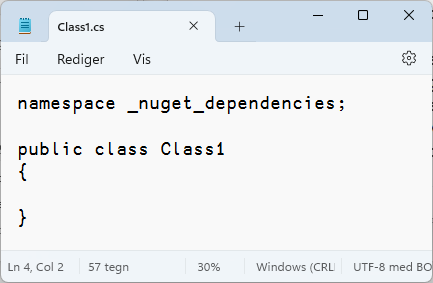 Class1.cs
Fil Rediger Vis
namespace _nuget_dependencies;
public class Class1
{
}
Ln 4, Col 2 57 tegn 30% Windows (CRL UTF-8 med BO